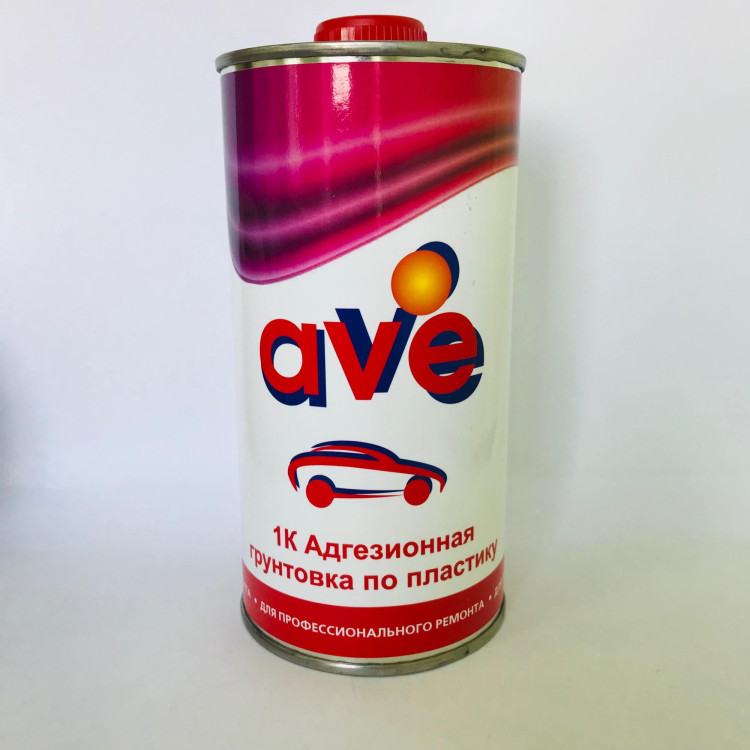 ave
1К Адгезионная
грунтовка по пластику
• ДЛЯ ПРОФЕССИОНАЛЬНОГО РЕМОНТА •